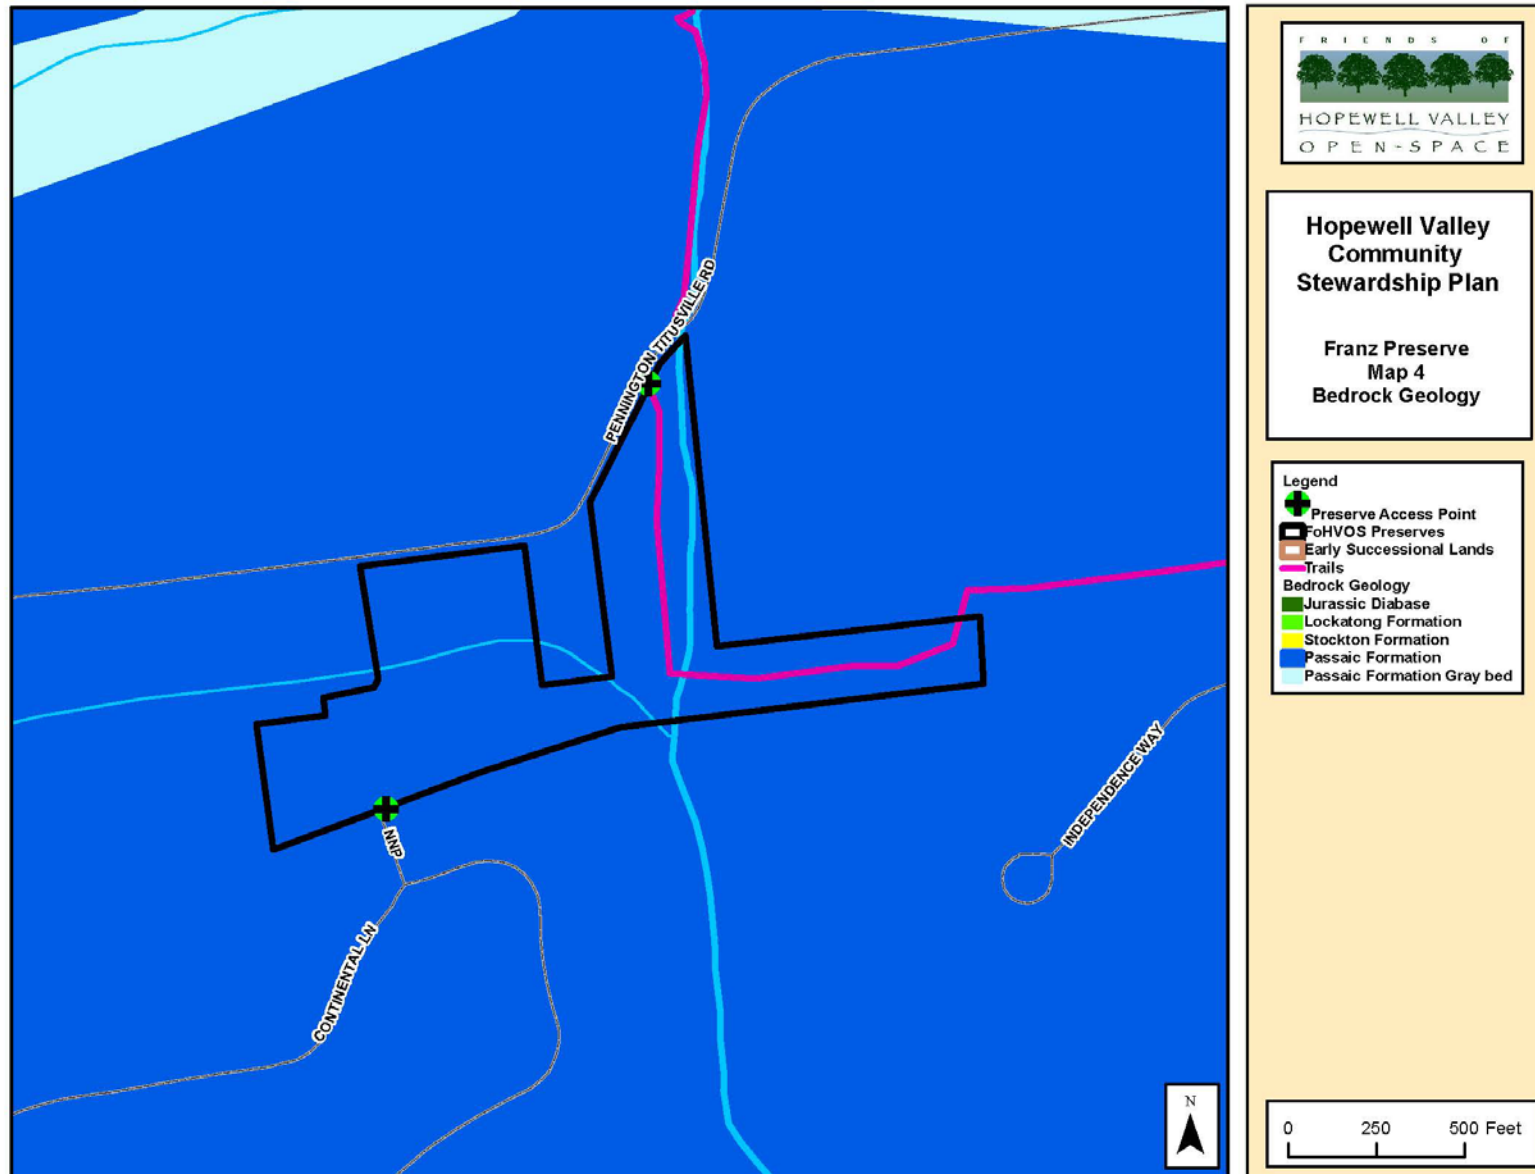 PENNINGTON TITUSVILLE RD
NNP
CONTINENTAL LN
INDEPENDENCE WAY
N
FRIENDS OF
HOPEWELL VALLEY
OPEN-SPACE
Hopewell Valley
Community
Stewardship Plan
Franz Preserve
Map 4
Bedrock Geology
Legend
Preserve Access Point
FoHVOS Preserves
Early Successional Lands
Trails
Bedrock Geology
Jurassic Diabase
Lockatong Formation
Stockton Formation
Passaic Formation
Passaic Formation Gray bed
0 250 500 Feet